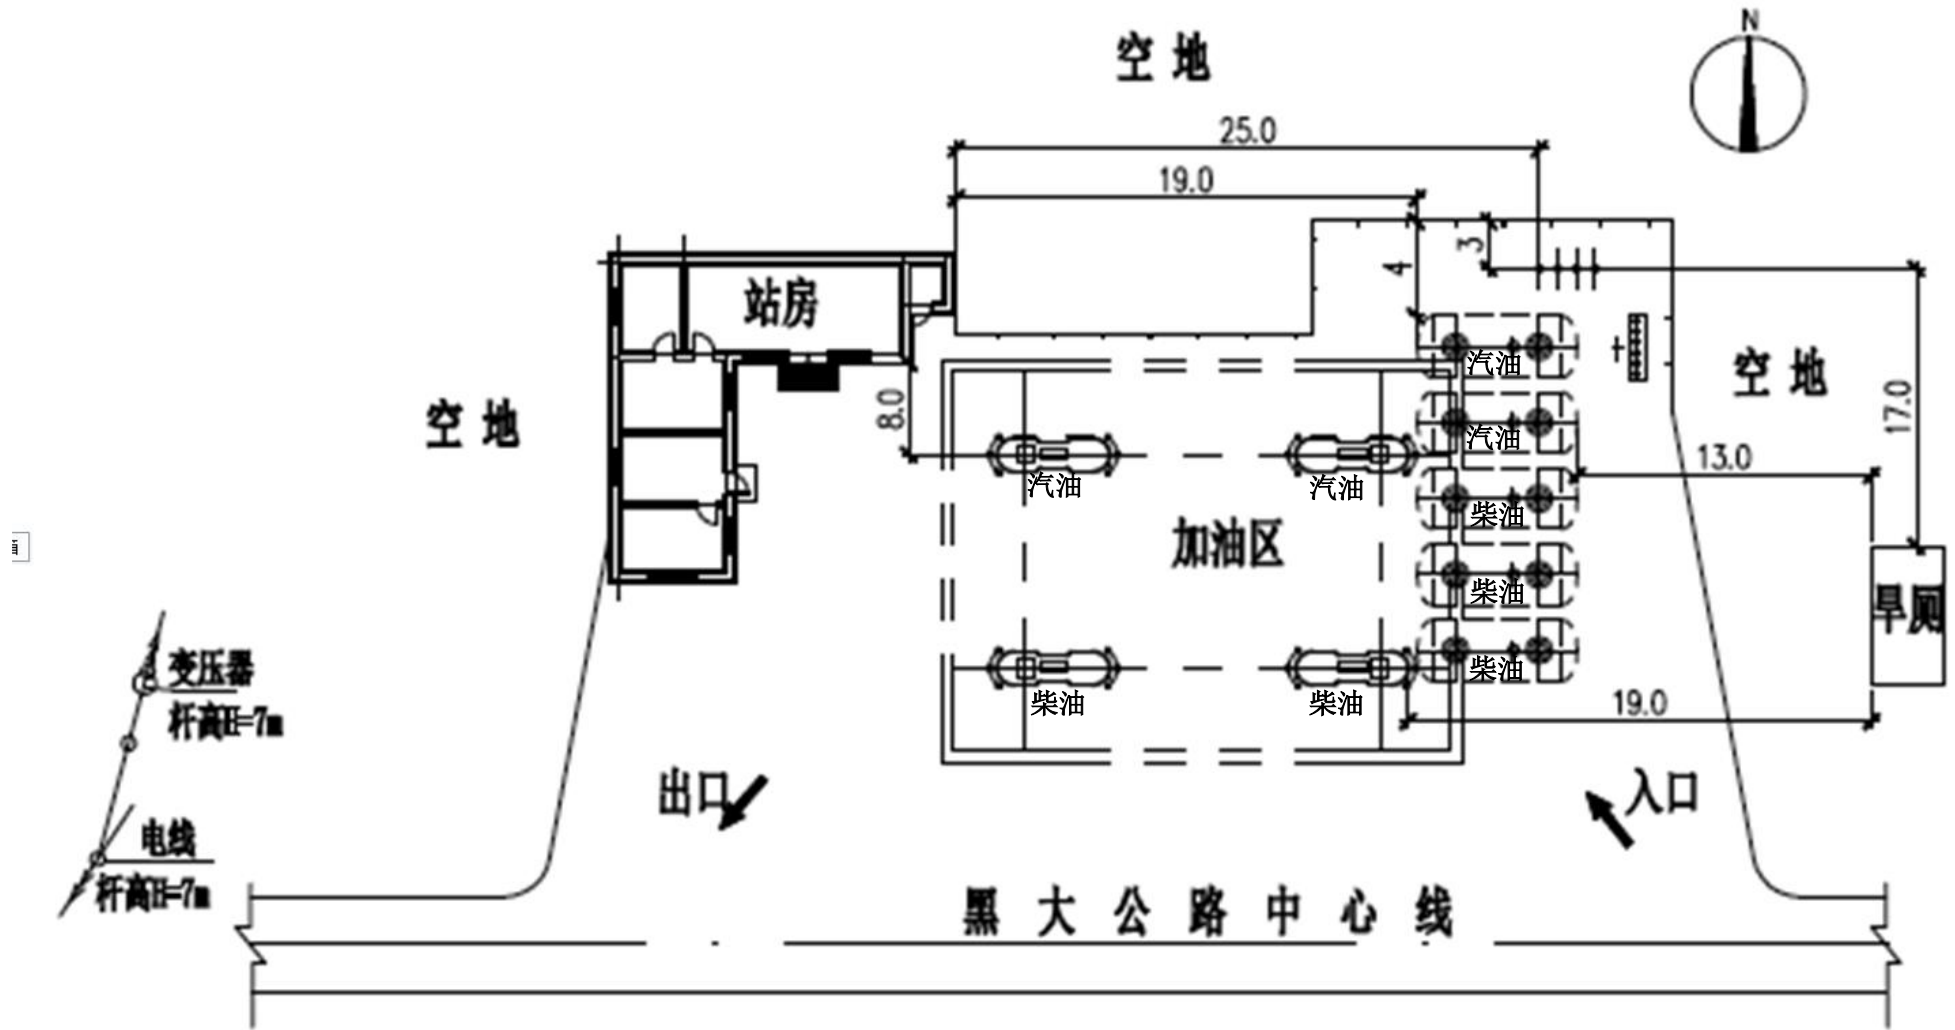 N
空地
25.0
19.0
3
4
站房
汽油
空地
8.0
空地
17.0
汽油
13.0
汽油
汽油
柴油
加油区
柴油
旱厕
变压器
柴油
杆高H=7m
柴油
柴油
19.0
出口
入口
电线
杆高H=7m
黑大公路中心线